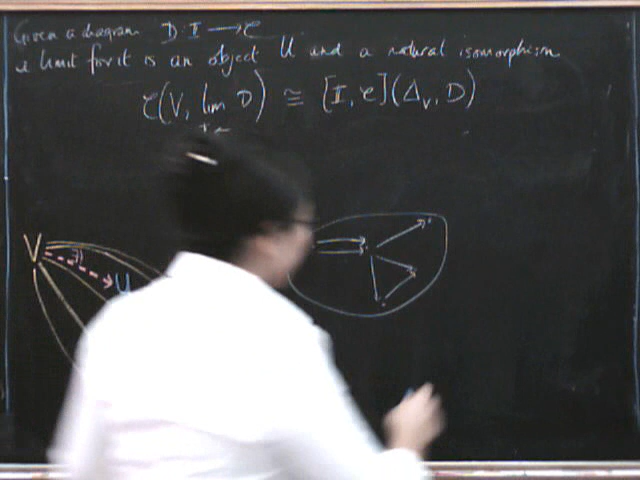 Given a diagram D: I → 𝒞
a limit for it is an object U and a natural isomorphism
𝒞(V, lim D) ≅ [I, 𝒞](Δ_V, D)
V
U